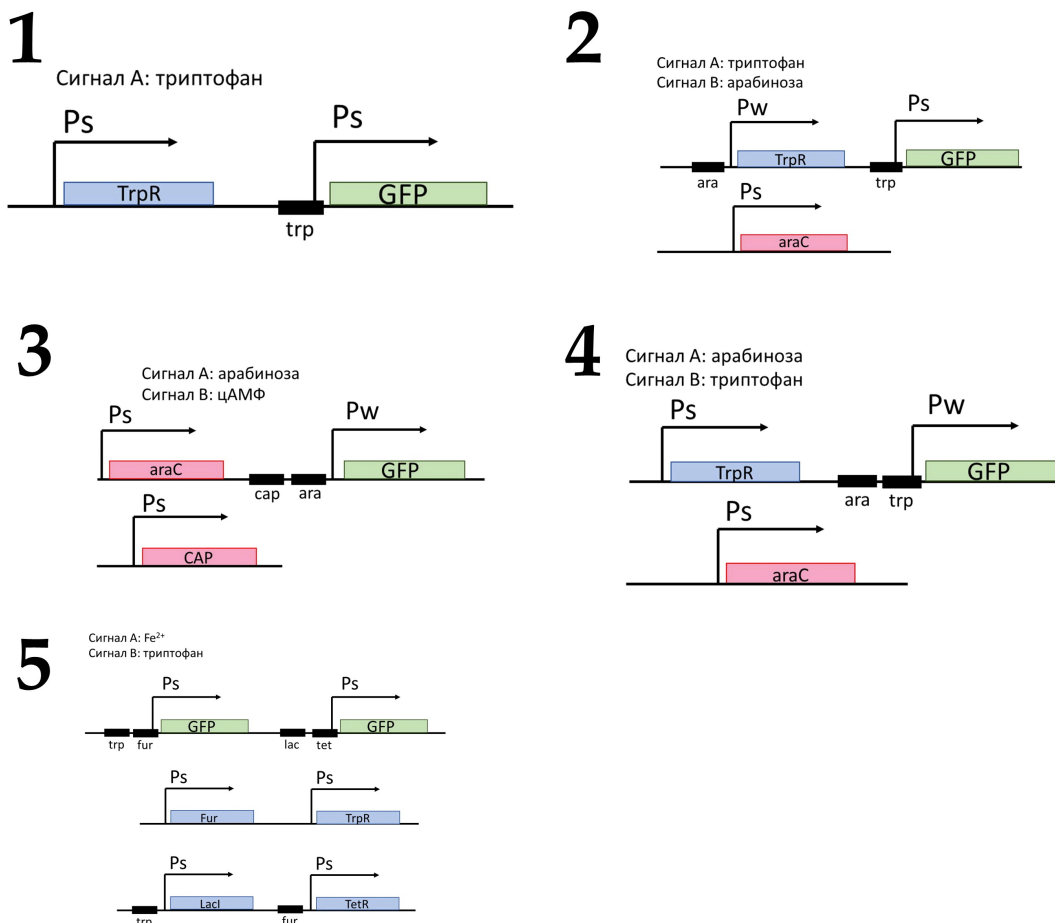 1
Сигнал А: триптофан
Ps
Ps
TrpR
GFP
trp
2
Сигнал А: триптофан
Сигнал В: арабиноза
Pw
Ps
TrpR
GFP
ara
trp
Ps
araC
3
Сигнал А: арабиноза
Сигнал В: цАМФ
Ps
Pw
araC
GFP
cap
ara
Ps
CAP
4
Сигнал А: арабиноза
Сигнал В: триптофан
Ps
Pw
TrpR
GFP
ara
trp
Ps
araC
5
Сигнал А: Fe²⁺
Сигнал В: триптофан
Ps
Ps
GFP
GFP
trp
fur
lac
tet
Ps
Ps
Fur
TrpR
Ps
Ps
LacI
TetR
trp
fur